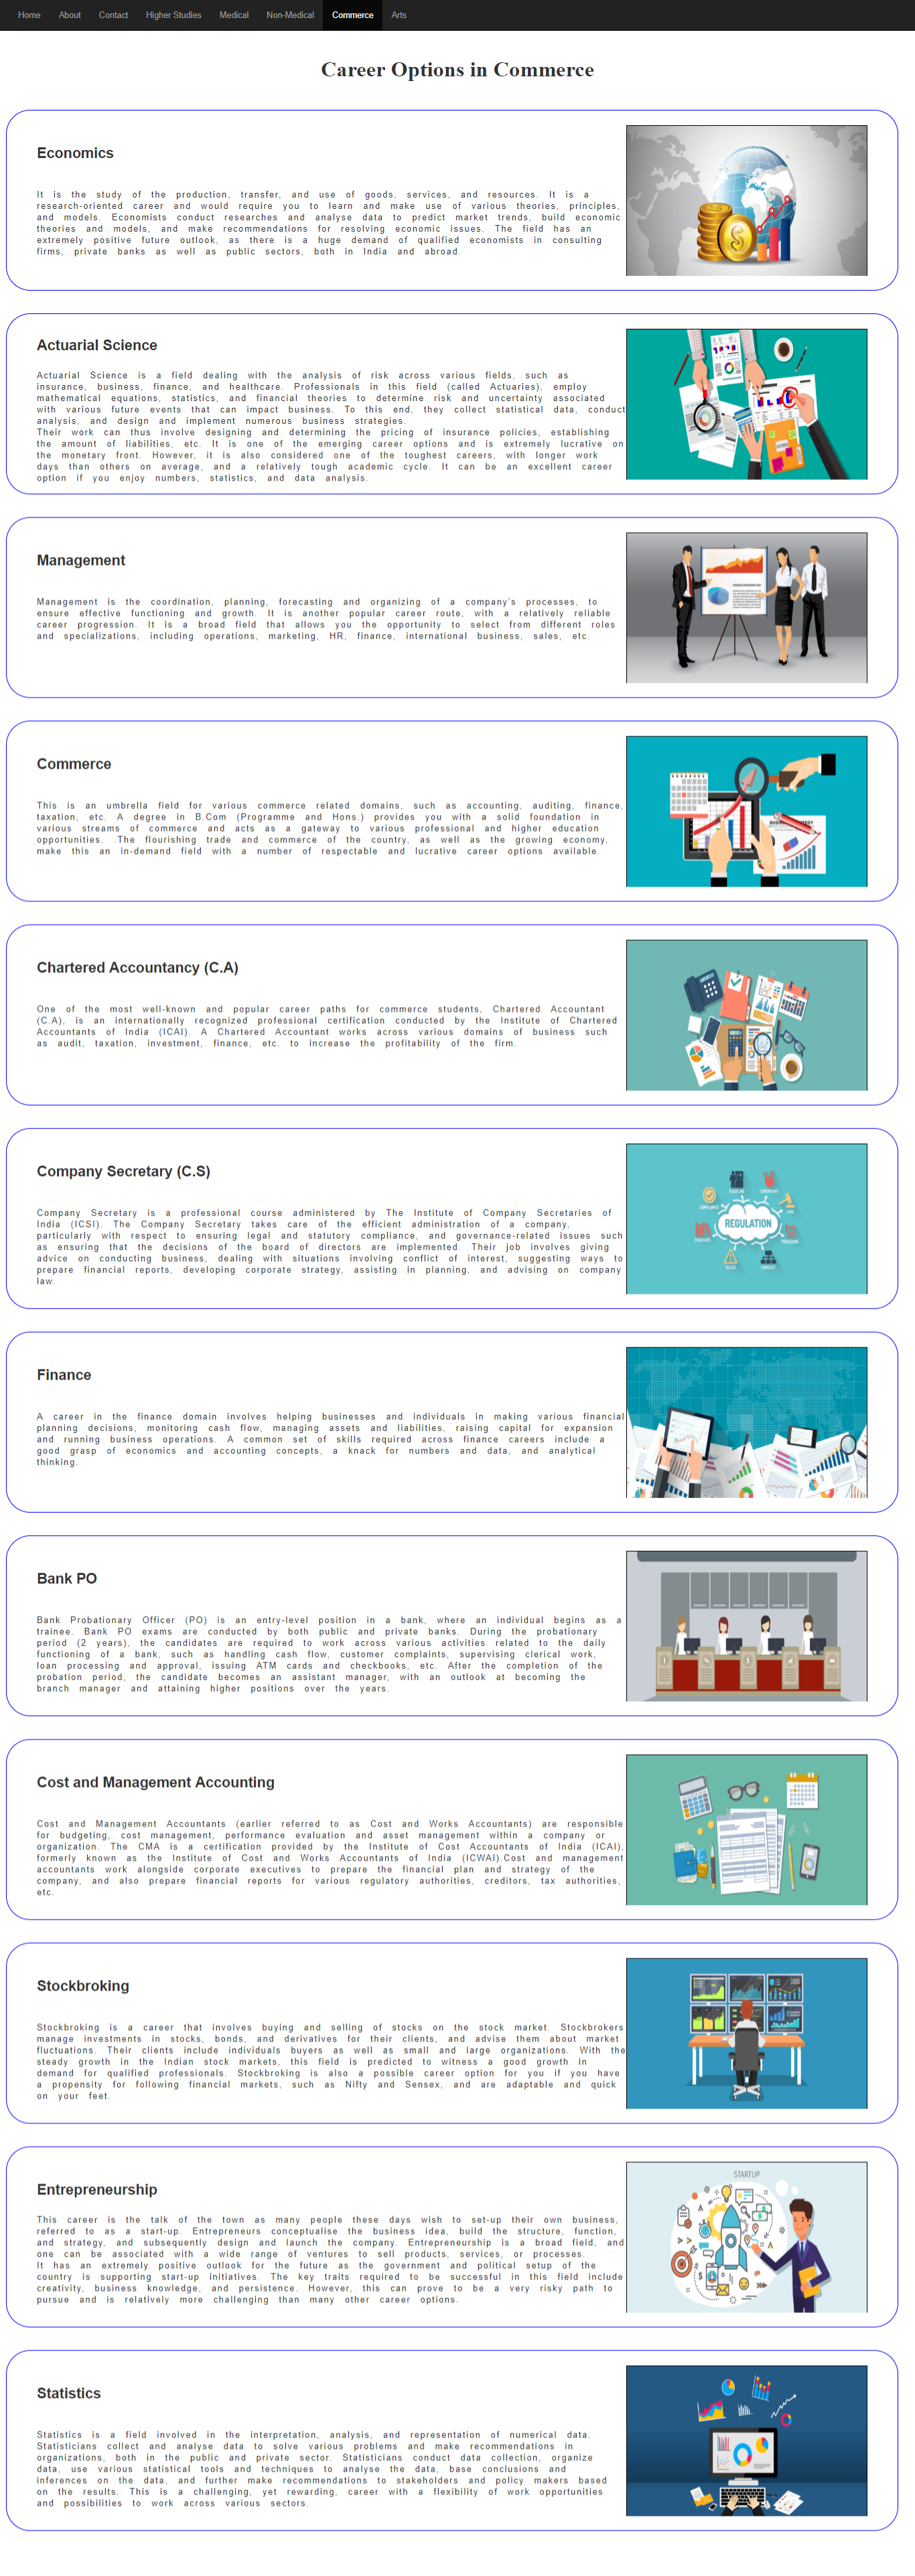 Home About Contact Higher Studies Medical Non-Medical Commerce Arts
Career Options in Commerce
Economics
It is the study of the production, transfer, and use of goods, services, and resources. It is a
research-oriented career and would require you to learn and make use of various theories, principles,
and models. Economists conduct researches and analyse data to predict market trends, build economic
theories and models, and make recommendations for resolving economic issues. The field has an
extremely positive future outlook, as there is a huge demand of qualified economists in consulting
firms, private banks as well as public sectors, both in India and abroad.
Actuarial Science
Actuarial Science is a field dealing with the analysis of risk across various fields, such as
insurance, business, finance, and healthcare. Professionals in this field (called Actuaries), employ
mathematical equations, statistics, and financial theories to determine risk and uncertainty associated
with various future events that can impact business. To this end, they collect statistical data, conduct
analysis, and design and implement numerous business strategies.
Their work can thus involve designing and determining the pricing of insurance policies, establishing
the amount of liabilities, etc. It is one of the emerging career options and is extremely lucrative on
the monetary front. However, it is also considered one of the toughest careers, with longer work
days than others on average, and a relatively tough academic cycle. It can be an excellent career
option if you enjoy numbers, statistics, and data analysis.
Management
Management is the coordination, planning, forecasting and organizing of a company's processes, to
ensure effective functioning and growth. It is another popular career route, with a relatively reliable
career progression. It is a broad field that allows you the opportunity to select from different roles
and specializations, including operations, marketing, HR, finance, international business, sales, etc.
Commerce
This is an umbrella field for various commerce related domains, such as accounting, auditing, finance,
taxation, etc. A degree in B.Com (Programme and Hons.) provides you with a solid foundation in
various streams of commerce and acts as a gateway to various professional and higher education
opportunities. .The flourishing trade and commerce of the country, as well as the growing economy,
make this an in-demand field with a number of respectable and lucrative career options available.
Chartered Accountancy (C.A)
One of the most well-known and popular career paths for commerce students, Chartered Accountant
(C.A), is an internationally recognized professional certification conducted by the Institute of Chartered
Accountants of India (ICAI). A Chartered Accountant works across various domains of business such
as audit, taxation, investment, finance, etc. to increase the profitability of the firm.
Company Secretary (C.S)
Company Secretary is a professional course administered by The Institute of Company Secretaries of
India (ICSI). The Company Secretary takes care of the efficient administration of a company,
particularly with respect to ensuring legal and statutory compliance, and governance-related issues such
as ensuring that the decisions of the board of directors are implemented. Their job involves giving
advice on conducting business, dealing with situations involving conflict of interest, suggesting ways to
prepare financial reports, developing corporate strategy, assisting in planning, and advising on company
law.
REGULATION
Finance
A career in the finance domain involves helping businesses and individuals in making various financial
planning decisions, monitoring cash flow, managing assets and liabilities, raising capital for expansion
and running business operations. A common set of skills required across finance careers include a
good grasp of economics and accounting concepts, a knack for numbers and data, and analytical
thinking.
Bank PO
Bank Probationary Officer (PO) is an entry-level position in a bank, where an individual begins as a
trainee. Bank PO exams are conducted by both public and private banks. During the probationary
period (2 years), the candidates are required to work across various activities related to the daily
functioning of a bank, such as handling cash flow, customer complaints, supervising clerical work,
loan processing and approval, issuing ATM cards and checkbooks, etc. After the completion of the
probation period, the candidate becomes an assistant manager, with an outlook at becoming the
branch manager and attaining higher positions over the years.
Cost and Management Accounting
Cost and Management Accountants (earlier referred to as Cost and Works Accountants) are responsible
for budgeting, cost management, performance evaluation and asset management within a company or
organization. The CMA is a certification provided by the Institute of Cost Accountants of India (ICAI),
formerly known as the Institute of Cost and Works Accountants of India (ICWAI).Cost and management
accountants work alongside corporate executives to prepare the financial plan and strategy of the
company, and also prepare financial reports for various regulatory authorities, creditors, tax authorities,
etc.
Stockbroking
Stockbroking is a career that involves buying and selling of stocks on the stock market. Stockbrokers
manage investments in stocks, bonds, and derivatives for their clients, and advise them about market
fluctuations. Their clients include individuals buyers as well as small and large organizations. With the
steady growth in the Indian stock markets, this field is predicted to witness a good growth in
demand for qualified professionals. Stockbroking is also a possible career option for you if you have
a propensity for following financial markets, such as Nifty and Sensex, and are adaptable and quick
on your feet.
Entrepreneurship
This career is the talk of the town as many people these days wish to set-up their own business,
referred to as a start-up. Entrepreneurs conceptualise the business idea, build the structure, function,
and strategy, and subsequently design and launch the company. Entrepreneurship is a broad field, and
one can be associated with a wide range of ventures to sell products, services, or processes.
It has an extremely positive outlook for the future as the government and political setup of the
country is supporting start-up initiatives. The key traits required to be successful in this field include
creativity, business knowledge, and persistence. However, this can prove to be a very risky path to
pursue and is relatively more challenging than many other career options.
STARTUP
Statistics
Statistics is a field involved in the interpretation, analysis, and representation of numerical data.
Statisticians collect and analyse data to solve various problems and make recommendations in
organizations, both in the public and private sector. Statisticians conduct data collection, organize
data, use various statistical tools and techniques to analyse the data, base conclusions and
inferences on the data, and further make recommendations to stakeholders and policy makers based
on the results. This is a challenging, yet rewarding, career with a flexibility of work opportunities
and possibilities to work across various sectors.